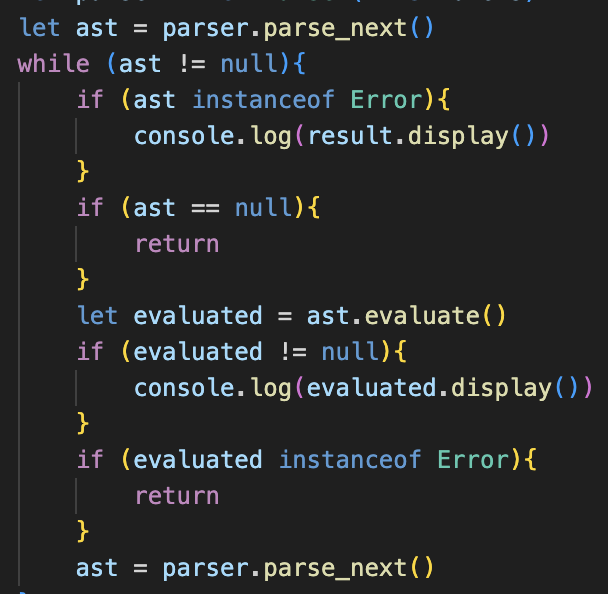 let ast = parser.parse_next()
while (ast != null){
if (ast instanceof Error){
console.log(result.display())
}
if (ast == null){
return
}
let evaluated = ast.evaluate()
if (evaluated != null){
console.log(evaluated.display())
}
if (evaluated instanceof Error){
return
}
ast = parser.parse_next()